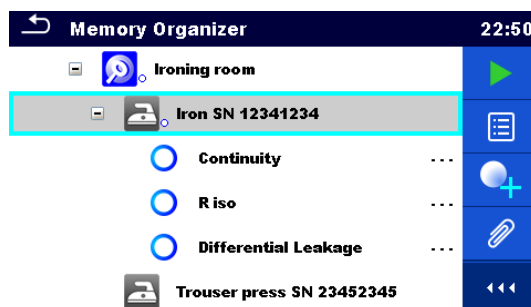 Memory Organizer 22:50
Ironing room
Iron SN 12341234
Continuity ---
R iso ---
Differential Leakage ---
Trouser press SN 23452345